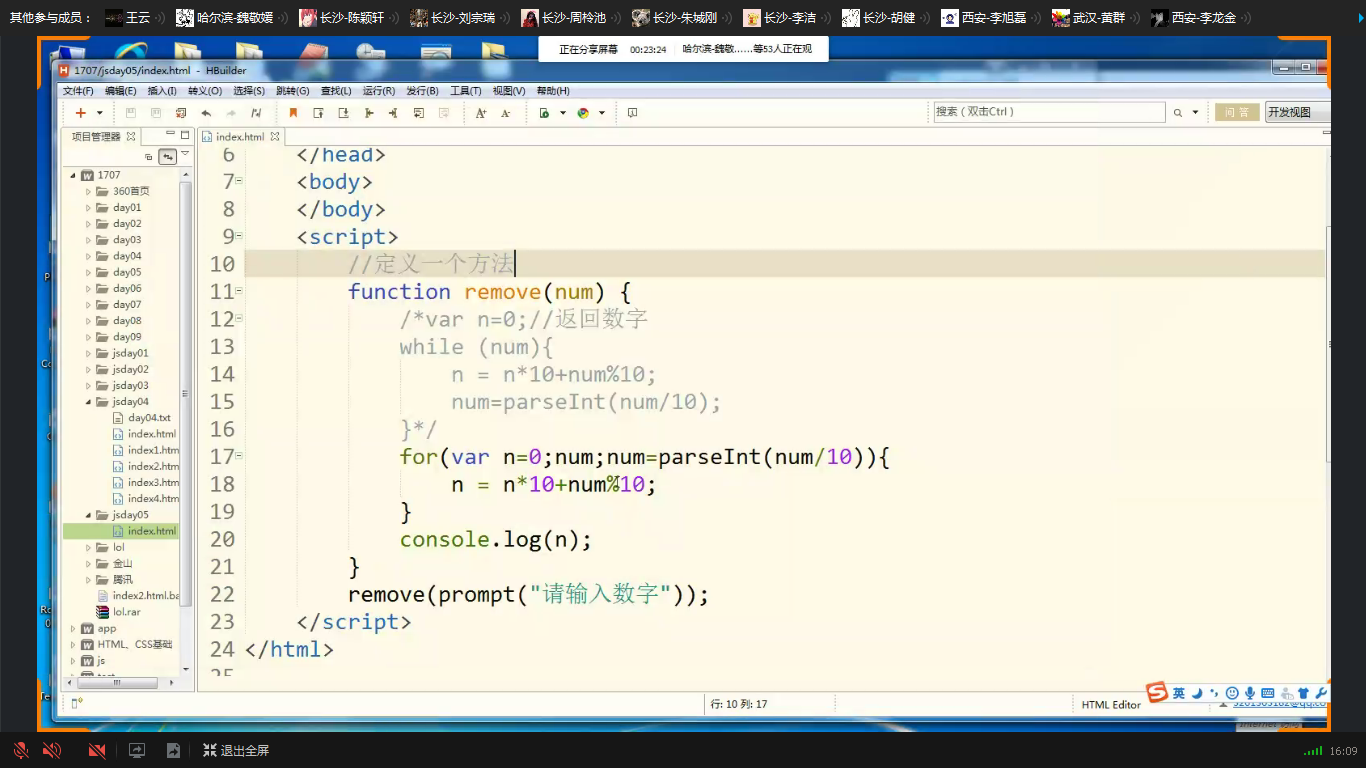 其他参与成员： 王云 哈尔滨-魏敬媛 长沙-陈颖轩 长沙-刘宗瑞 长沙-周柃池 长沙-朱城刚 长沙-李洁 长沙-胡健 西安-李旭磊 武汉-黄群 西安-李龙金
正在分享屏幕 00:23:24 哈尔滨-魏敬......等53人正在观
1707/jsday05/index.html - HBuilder
文件(F) 编辑(E) 插入(I) 转义(O) 选择(S) 跳转(G) 查找(L) 运行(R) 发行(B) 工具(T) 视图(V) 帮助(H)
搜索（双击Ctrl） 问答 开发视图
项目管理器 index.html
1707
360首页
day01
day02
day03
day04
day05
day06
day07
day08
day09
jsday01
jsday02
jsday03
jsday04
day04.txt
index.html
index1.htm
index2.htm
index3.htm
index4.htm
jsday05
index.html
lol
金山
腾讯
index2.html.ba
lol.rar
app
HTML、CSS基础
js
6 </head>
7 <body>
8 </body>
9 <script>
10 //定义一个方法
11 function remove(num) {
12 /*var n=0;//返回数字
13 while (num){
14 n = n*10+num%10;
15 num=parseInt(num/10);
16 }*/
17 for(var n=0;num;num=parseInt(num/10)){
18 n = n*10+num%10;
19 }
20 console.log(n);
21 }
22 remove(prompt("请输入数字"));
23 </script>
24 </html>
25
行: 10 列: 17 HTML Editor
英
退出全屏 16:09